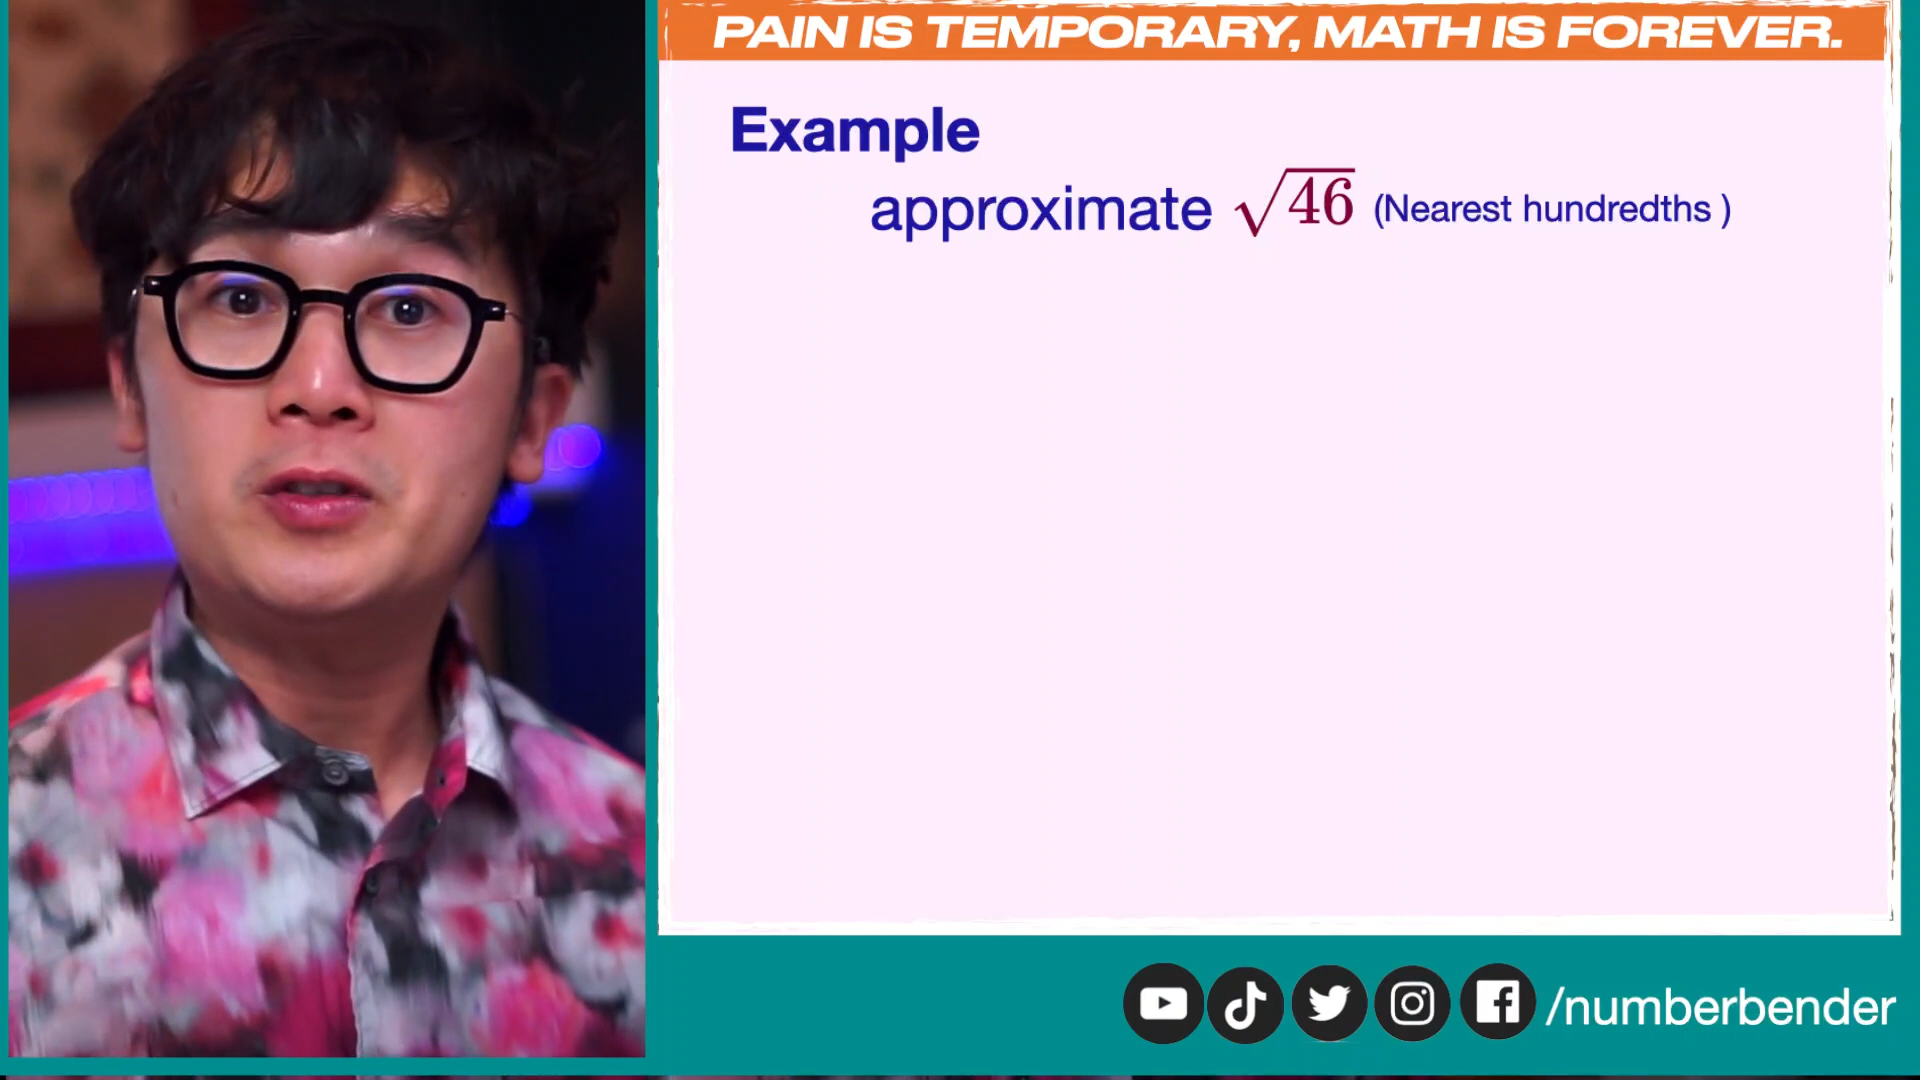 PAIN IS TEMPORARY, MATH IS FOREVER.
Example
approximate √46 (Nearest hundredths )
/numberbender